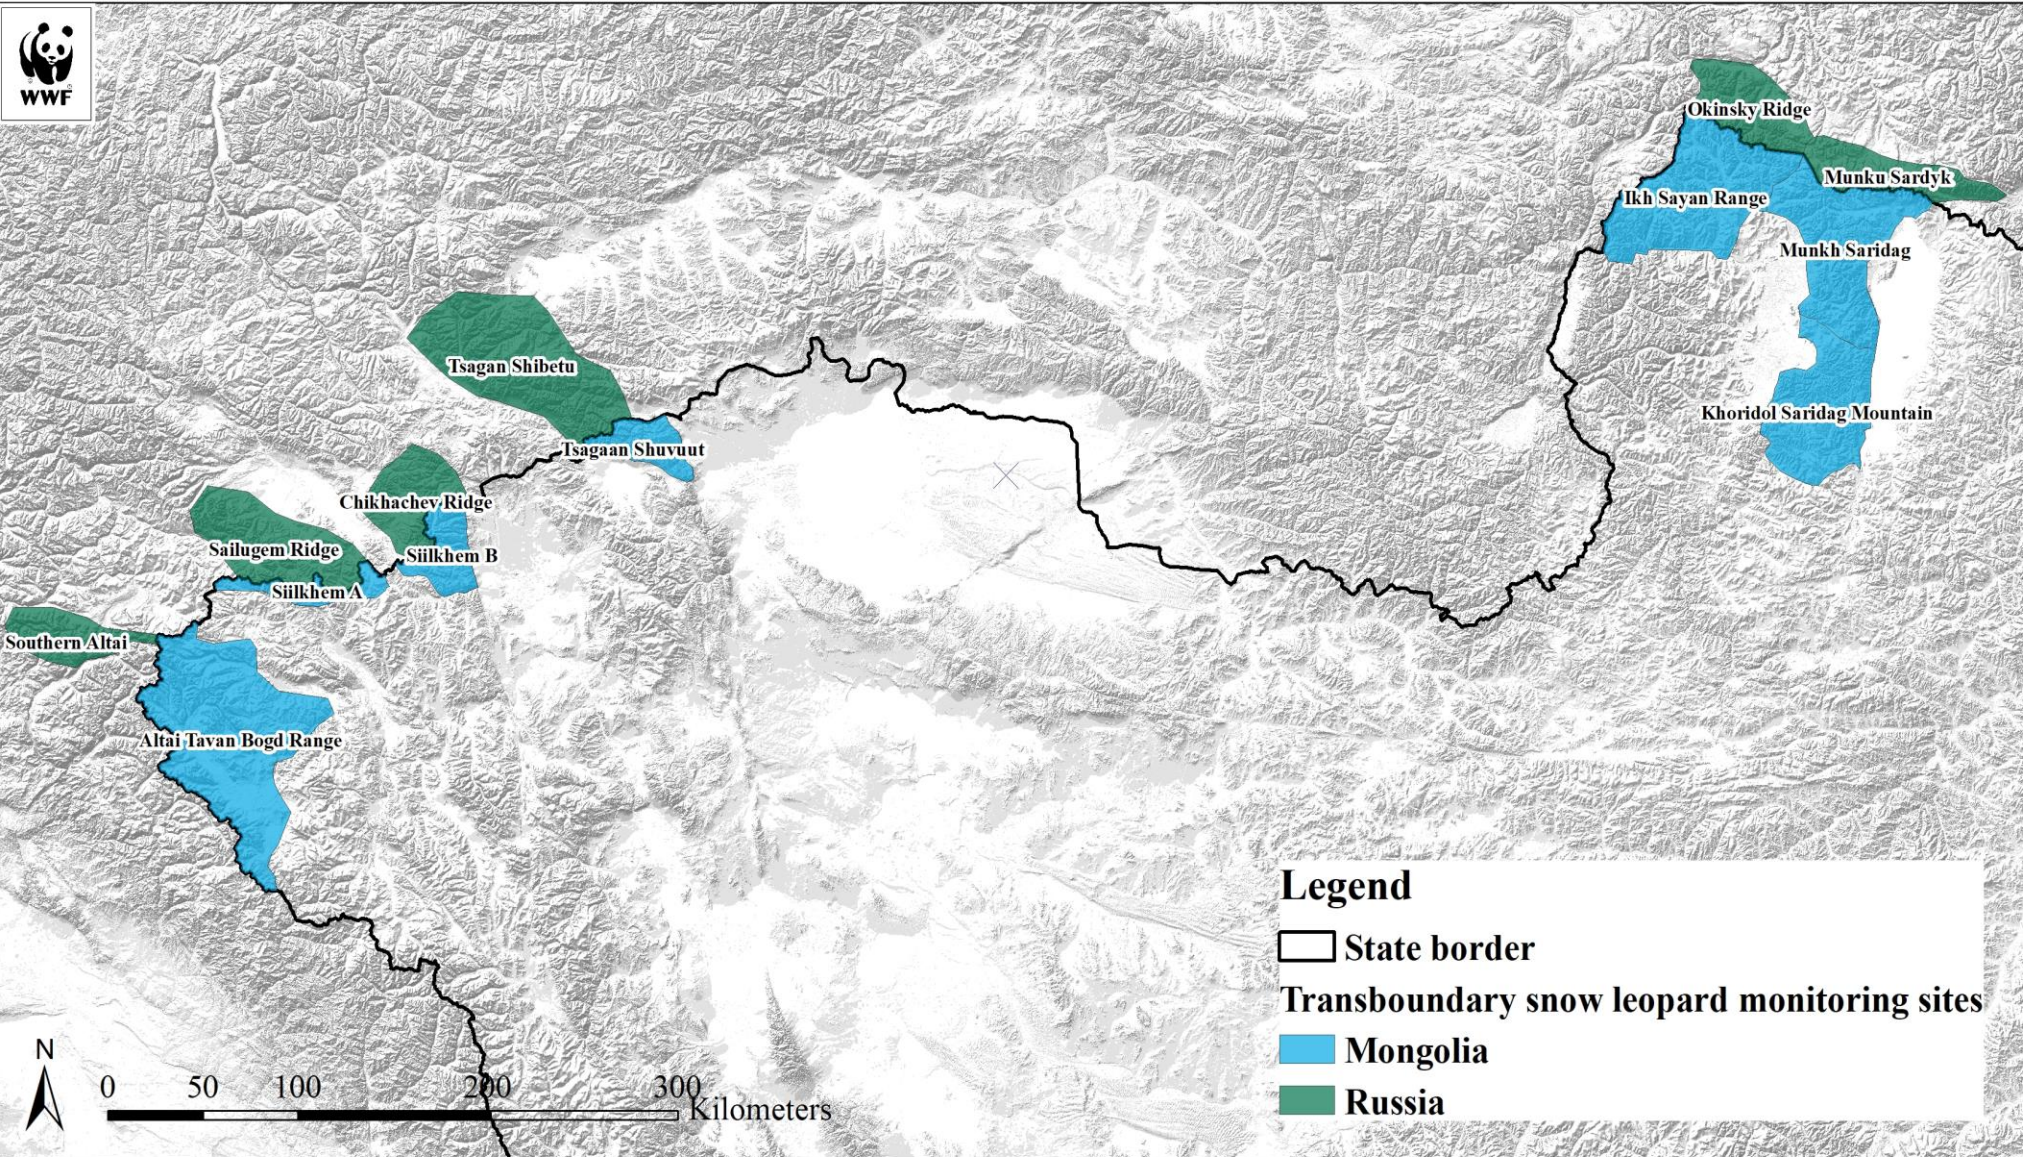 WWF
Okinsky Ridge
Munku Sardyk
Ikh Sayan Range
Munkh Saridag
Tsagan Shibetu
Khoridol Saridag Mountain
Tsagaan Shuvuut
Chikhachev Ridge
Sailugem Ridge
Siilkhem B
Siilkhem A
Southern Altai
Altai Tavan Bogd Range
Legend
State border
Transboundary snow leopard monitoring sites
Mongolia
Russia
N
0 50 100 200 300
Kilometers